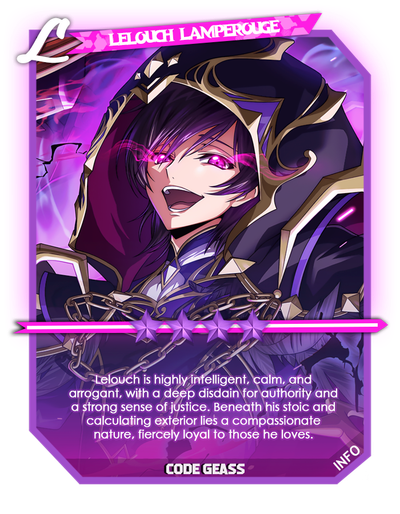 L
LELOUCH LAMPEROUGE
Lelouch is highly intelligent, calm, and
arrogant, with a deep disdain for authority and
a strong sense of justice. Beneath his stoic and
calculating exterior lies a compassionate
nature, fiercely loyal to those he loves.
INFO
CODE GEASS